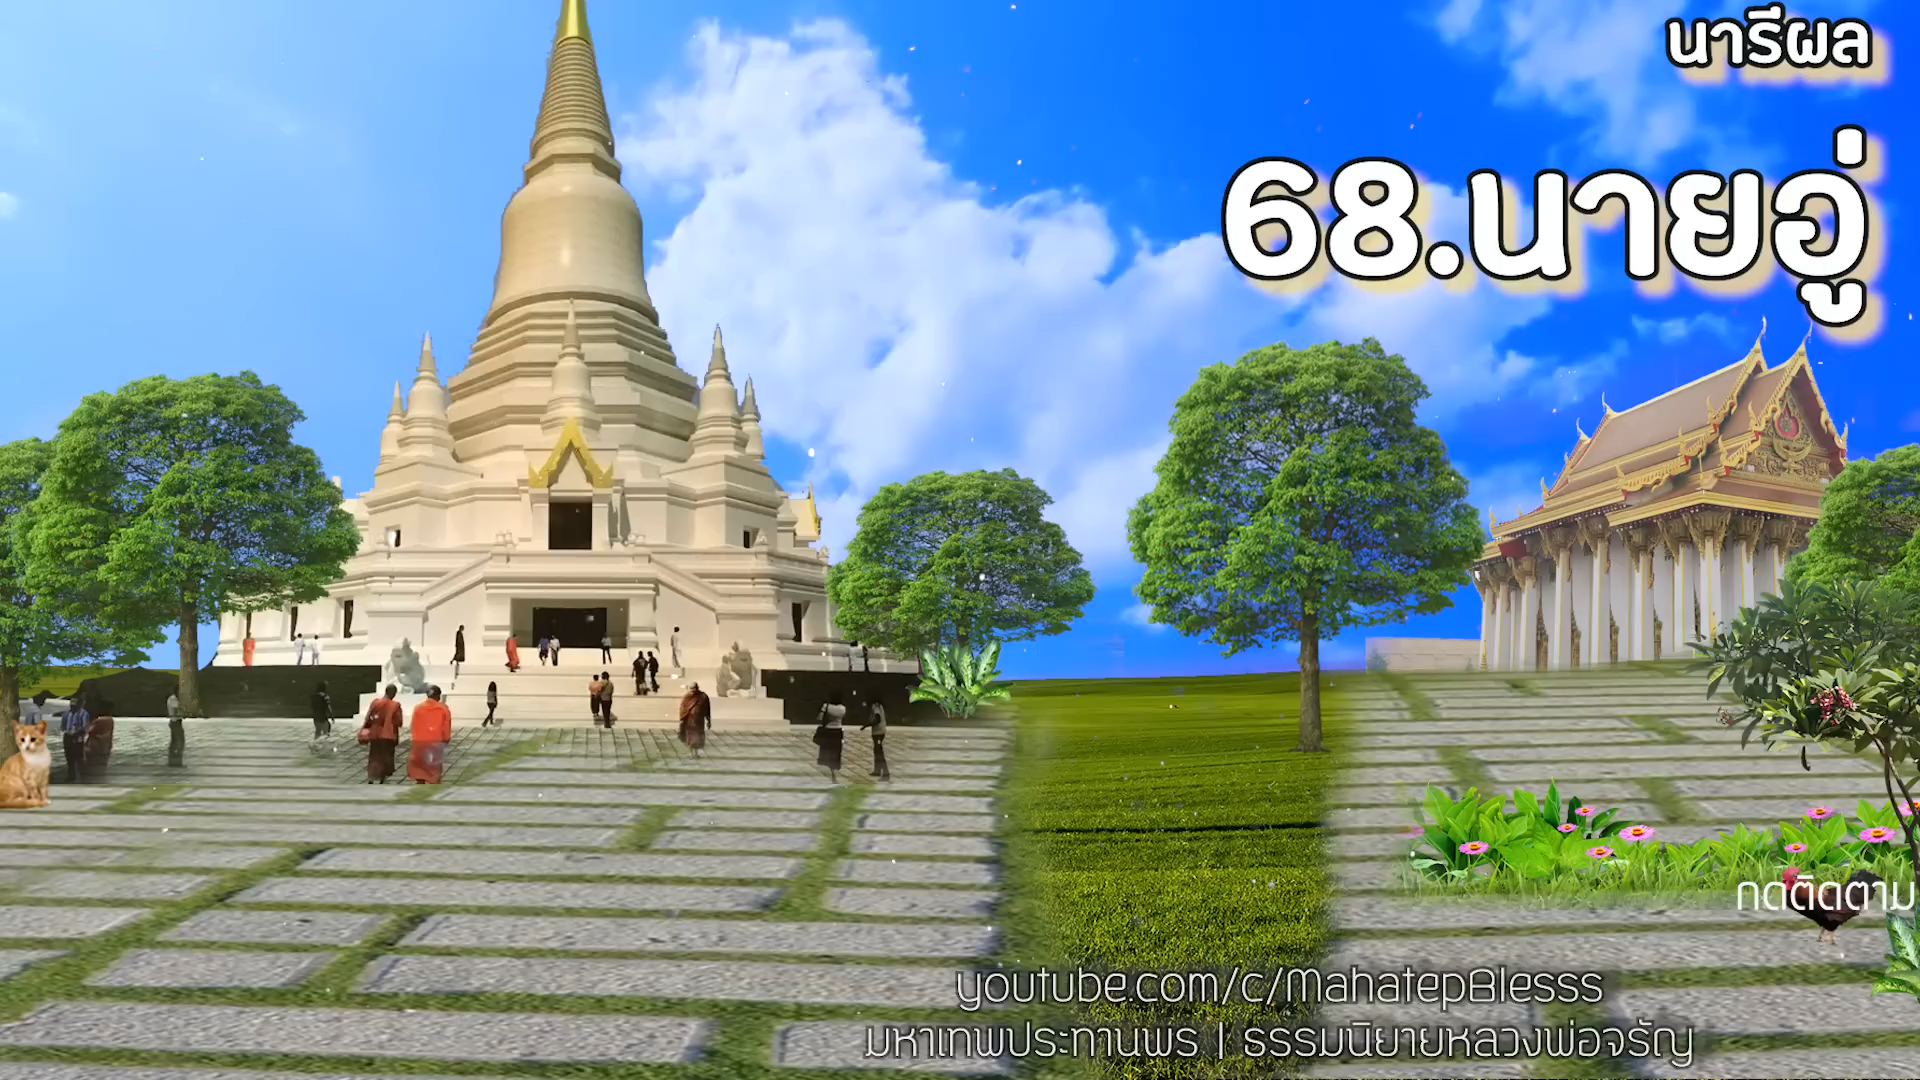 นารีผล
68.นายอู่
กดติดตาม
youtube.com/c/MahatepBlesss
มหาเทพประทานพร | ธรรมนิยายหลวงพ่อจรัญ